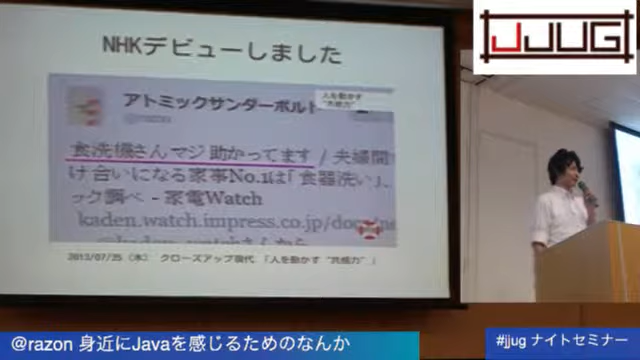 NHKデビューしました
JJUG
アトミックサンダーボルト
人を動かす
"共感力"
@razon
食洗機さんマジ助かってます / 夫婦間
け合いになる家事No.1は「食器洗い」、
ック調べ - 家電Watch
kaden.watch.impress.co.jp/docs/ne
2013/07/25 (水) クローズアップ現代 「人を動かす "共感力" 」
@razon 身近にJavaを感じるためのなんか
#jjug ナイトセミナー